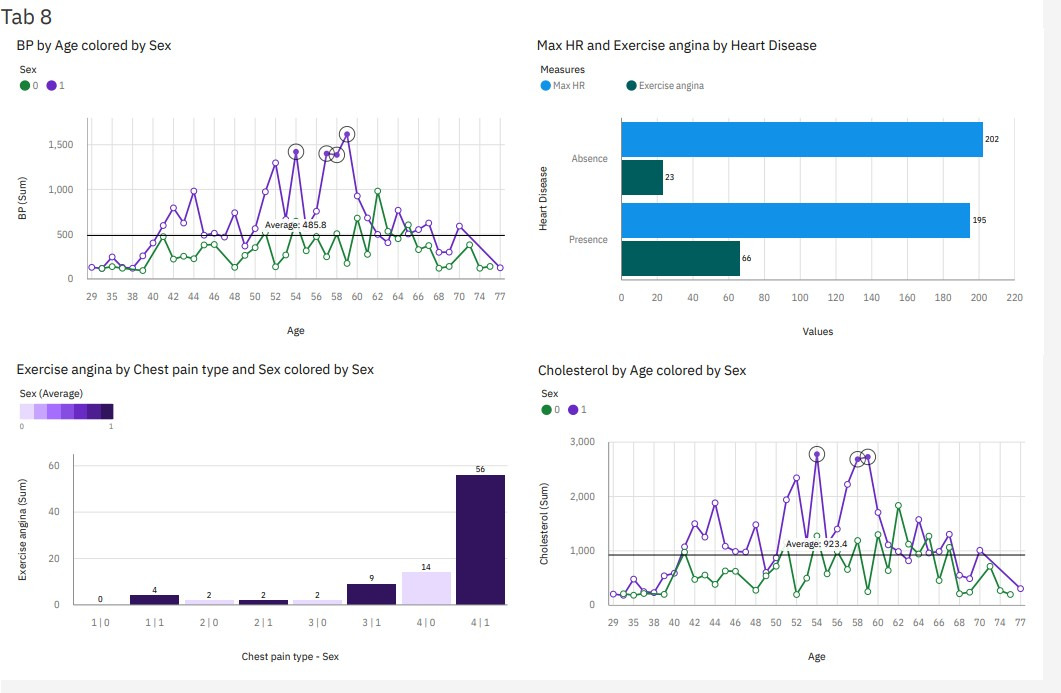 Tab 8
BP by Age colored by Sex
Sex
0 1
BP (Sum)
1,500
1,000
500
0
Average: 485.8
29 35 38 40 42 44 46 48 50 52 54 56 58 60 62 64 66 68 70 74 77
Age
Max HR and Exercise angina by Heart Disease
Measures
Max HR Exercise angina
Heart Disease
Absence
202
23
Presence
195
66
0 20 40 60 80 100 120 140 160 180 200 220
Values
Exercise angina by Chest pain type and Sex colored by Sex
Sex (Average)
0 1
Exercise angina (Sum)
60
40
20
0
0 4 2 2 2 9 14 56
1 | 0 1 | 1 2 | 0 2 | 1 3 | 0 3 | 1 4 | 0 4 | 1
Chest pain type - Sex
Cholesterol by Age colored by Sex
Sex
0 1
Cholesterol (Sum)
3,000
2,000
1,000
0
Average: 923.4
29 35 38 40 42 44 46 48 50 52 54 56 58 60 62 64 66 68 70 74 77
Age